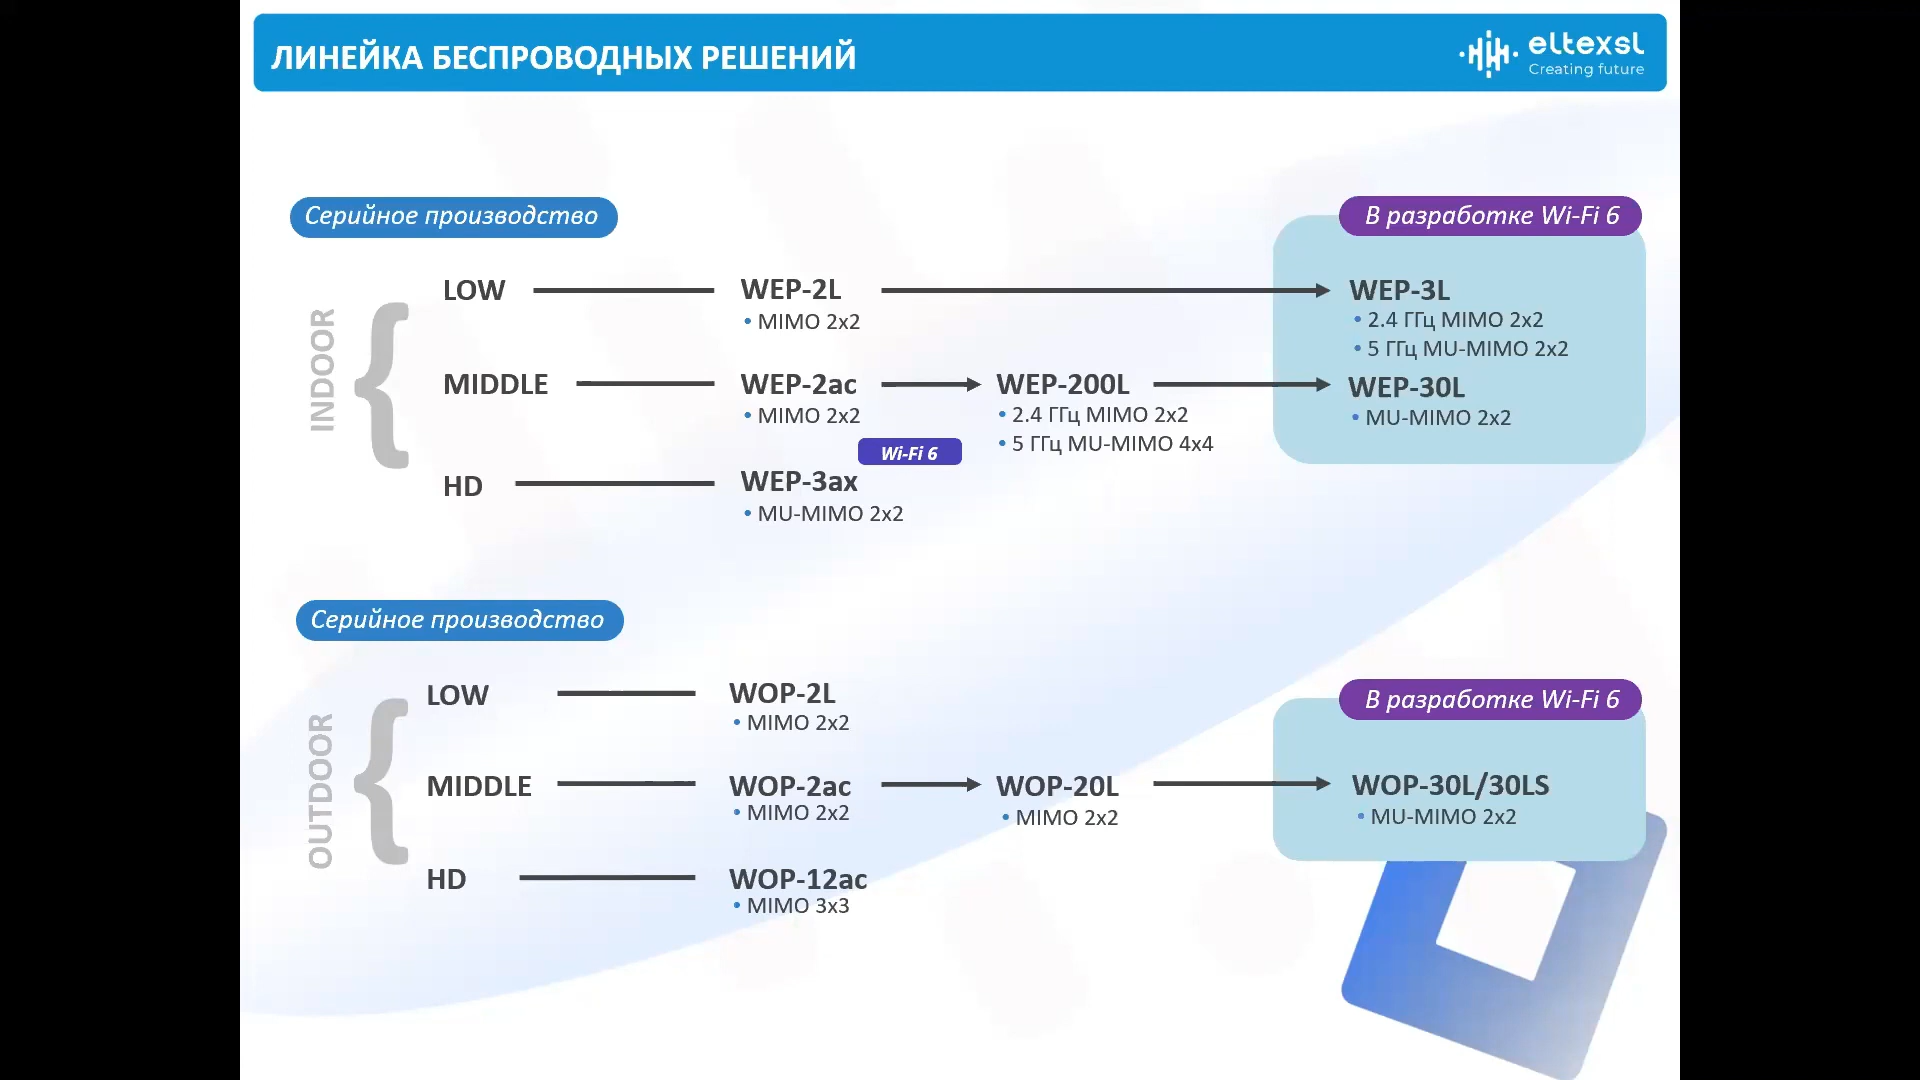 ЛИНЕЙКА БЕСПРОВОДНЫХ РЕШЕНИЙ
eltexsl
Creating future
Серийное производство
В разработке Wi-Fi 6
INDOOR
LOW
WEP-2L
• MIMO 2x2
WEP-3L
• 2.4 ГГц MIMO 2x2
• 5 ГГц MU-MIMO 2x2
MIDDLE
WEP-2ac
• MIMO 2x2
WEP-200L
• 2.4 ГГц MIMO 2x2
• 5 ГГц MU-MIMO 4x4
WEP-30L
• MU-MIMO 2x2
HD
Wi-Fi 6
WEP-3ax
• MU-MIMO 2x2
Серийное производство
В разработке Wi-Fi 6
OUTDOOR
LOW
WOP-2L
• MIMO 2x2
MIDDLE
WOP-2ac
• MIMO 2x2
WOP-20L
• MIMO 2x2
WOP-30L/30LS
• MU-MIMO 2x2
HD
WOP-12ac
• MIMO 3x3